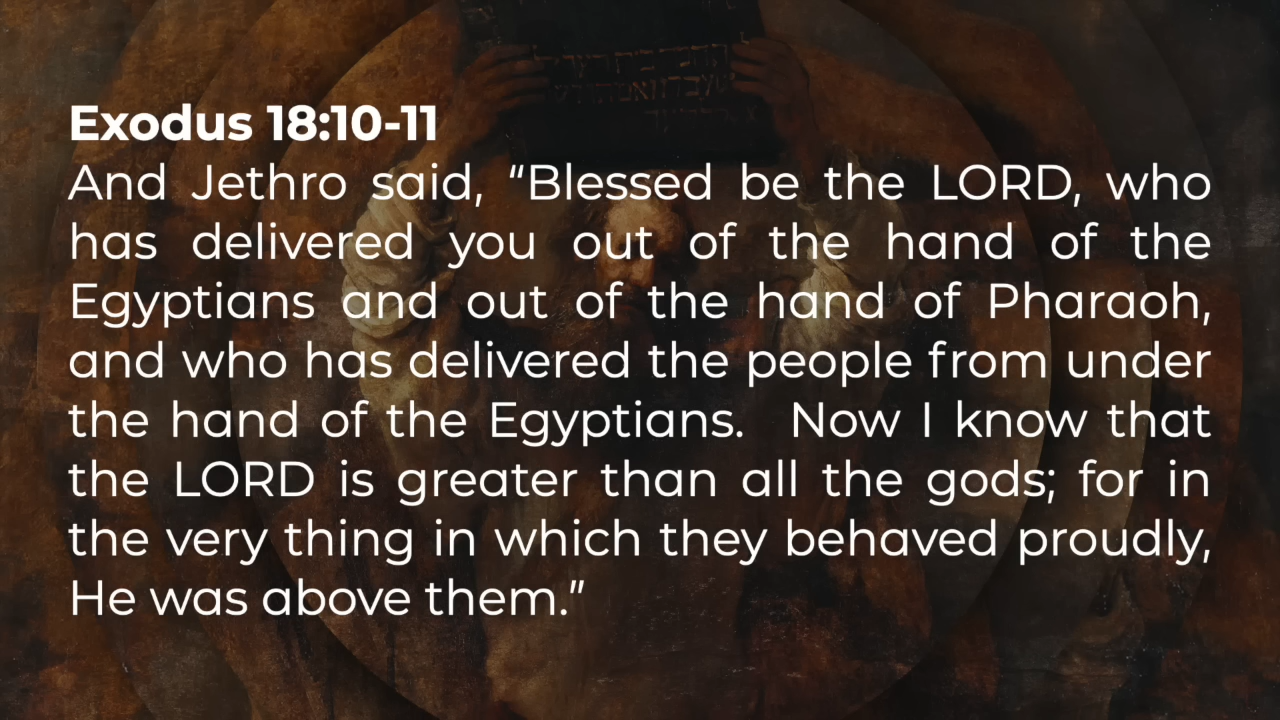 Exodus 18:10-11
And Jethro said, “Blessed be the LORD, who
has delivered you out of the hand of the
Egyptians and out of the hand of Pharaoh,
and who has delivered the people from under
the hand of the Egyptians.  Now I know that
the LORD is greater than all the gods; for in
the very thing in which they behaved proudly,
He was above them.”